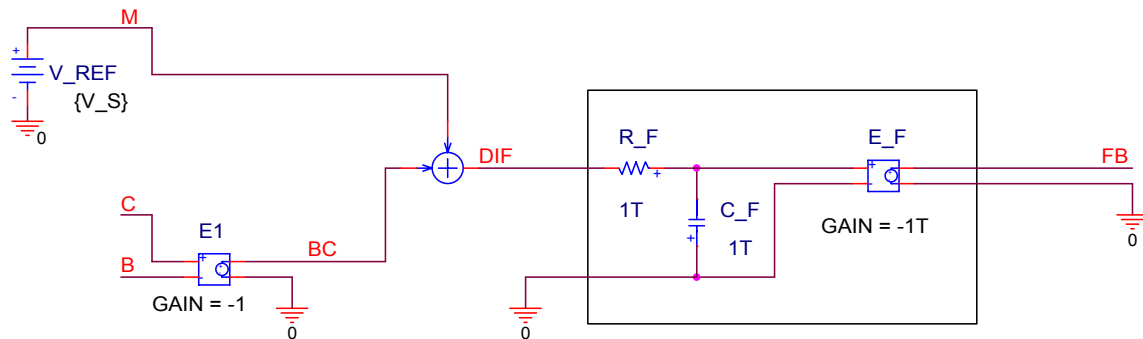 M
+
V_REF
-
{V_S}
0
DIF
R_F
+
1T
C_F
+
1T
E_F
+
-
GAIN = -1T
FB
0
C
E1
B
+
-
BC
GAIN = -1
0
0